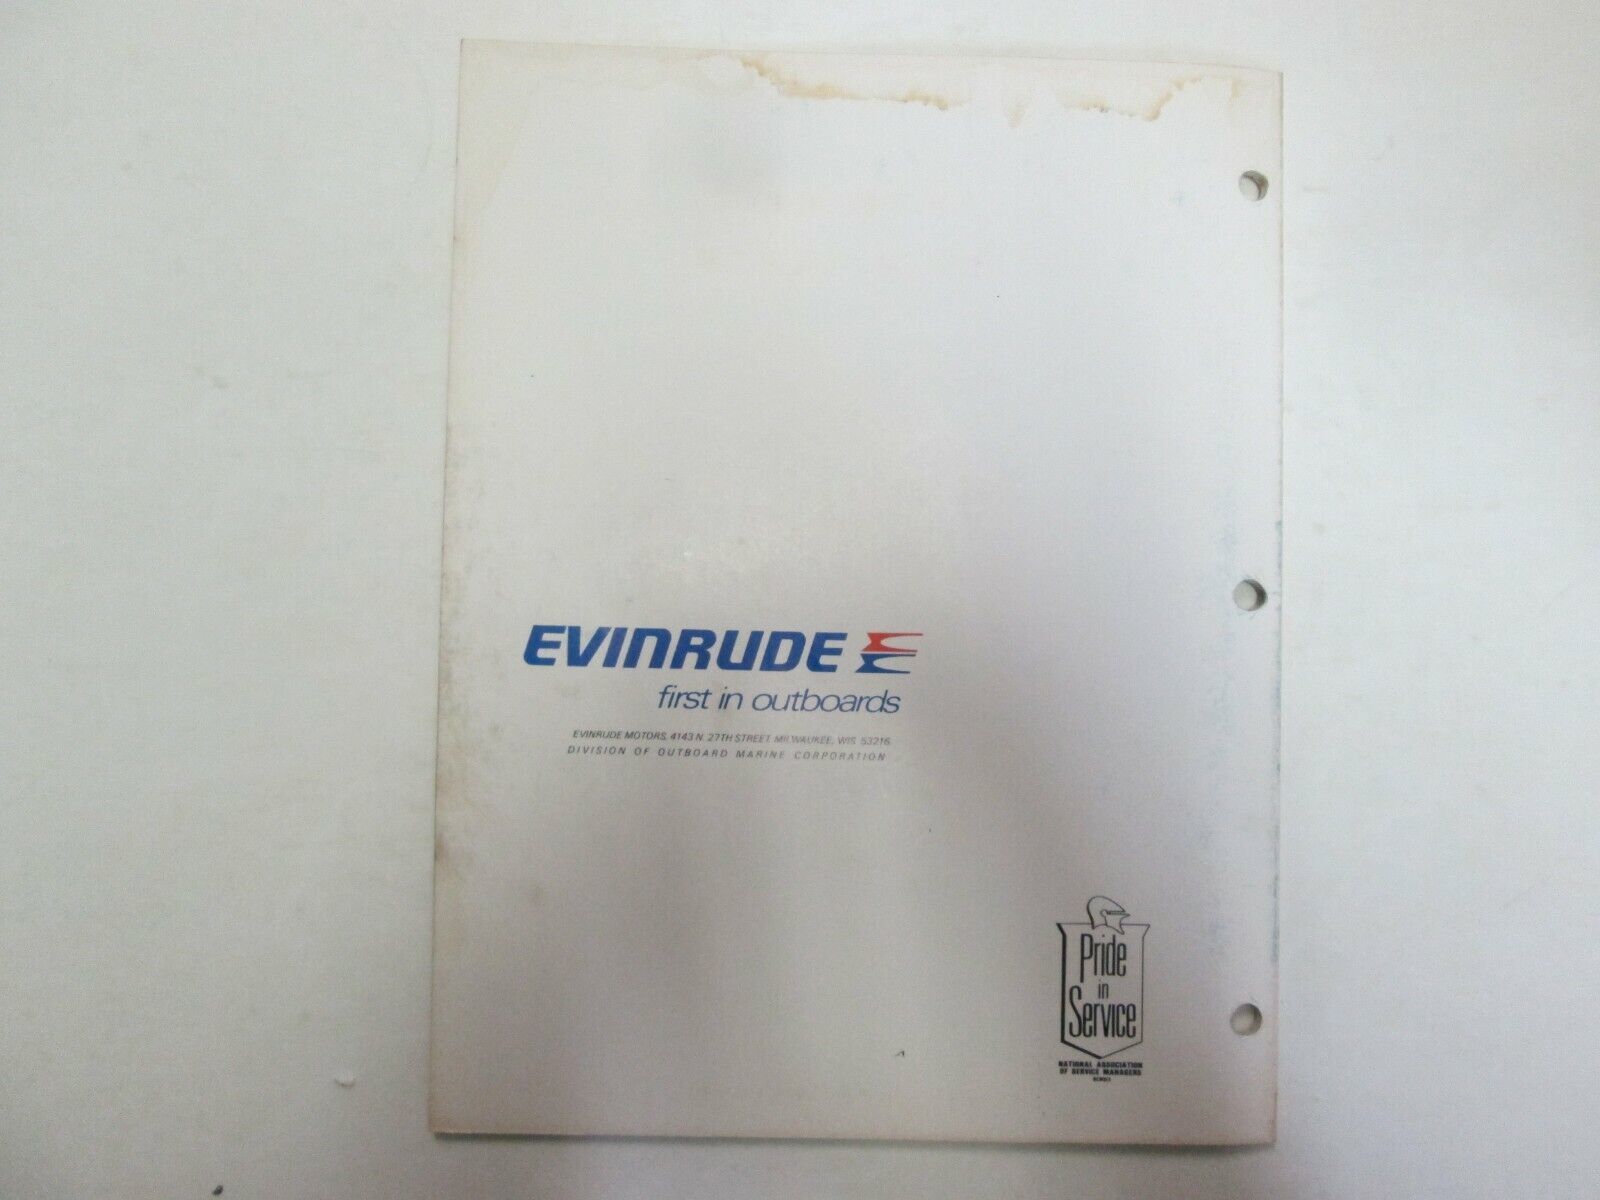 EVINRUDE
first in outboards
EVINRUDE MOTORS, 4143 N. 27TH STREET, MILWAUKEE, WIS. 53216
DIVISION OF OUTBOARD MARINE CORPORATION
Pride
in
Service
NATIONAL ASSOCIATION
OF SERVICE MANAGERS